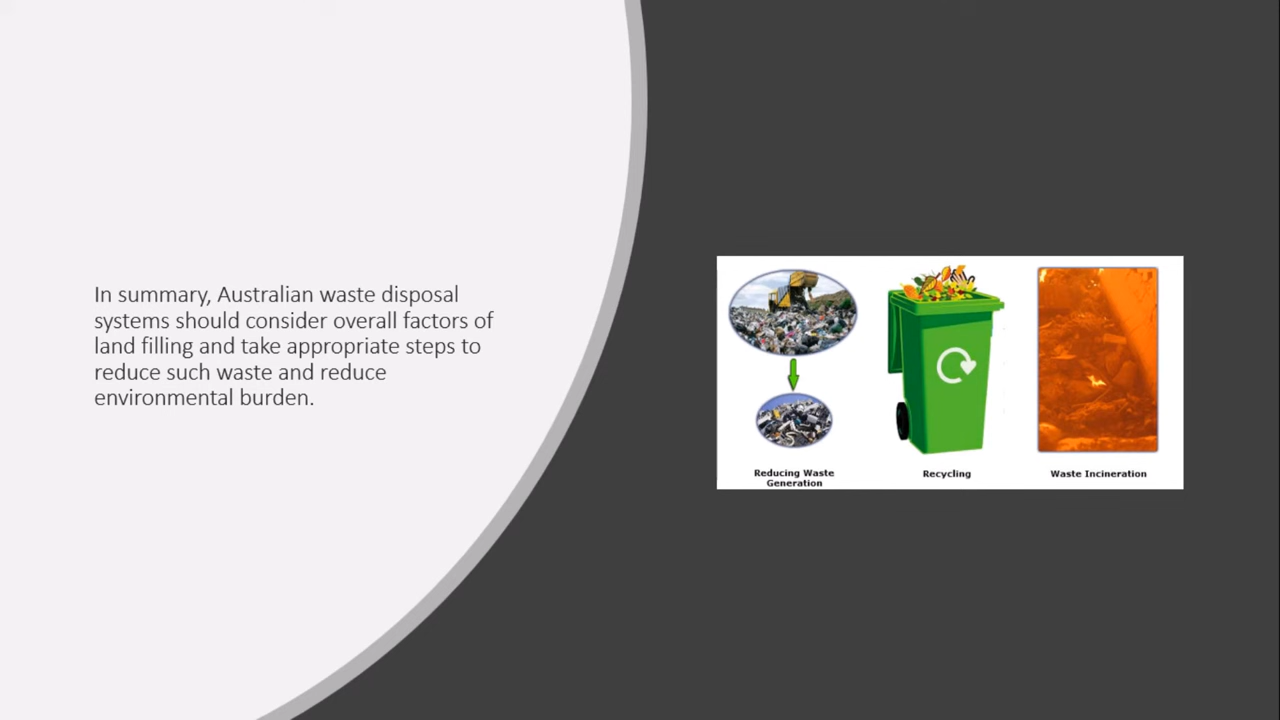 In summary, Australian waste disposal
systems should consider overall factors of
land filling and take appropriate steps to
reduce such waste and reduce
environmental burden.
Reducing Waste
Generation
Recycling
Waste Incineration